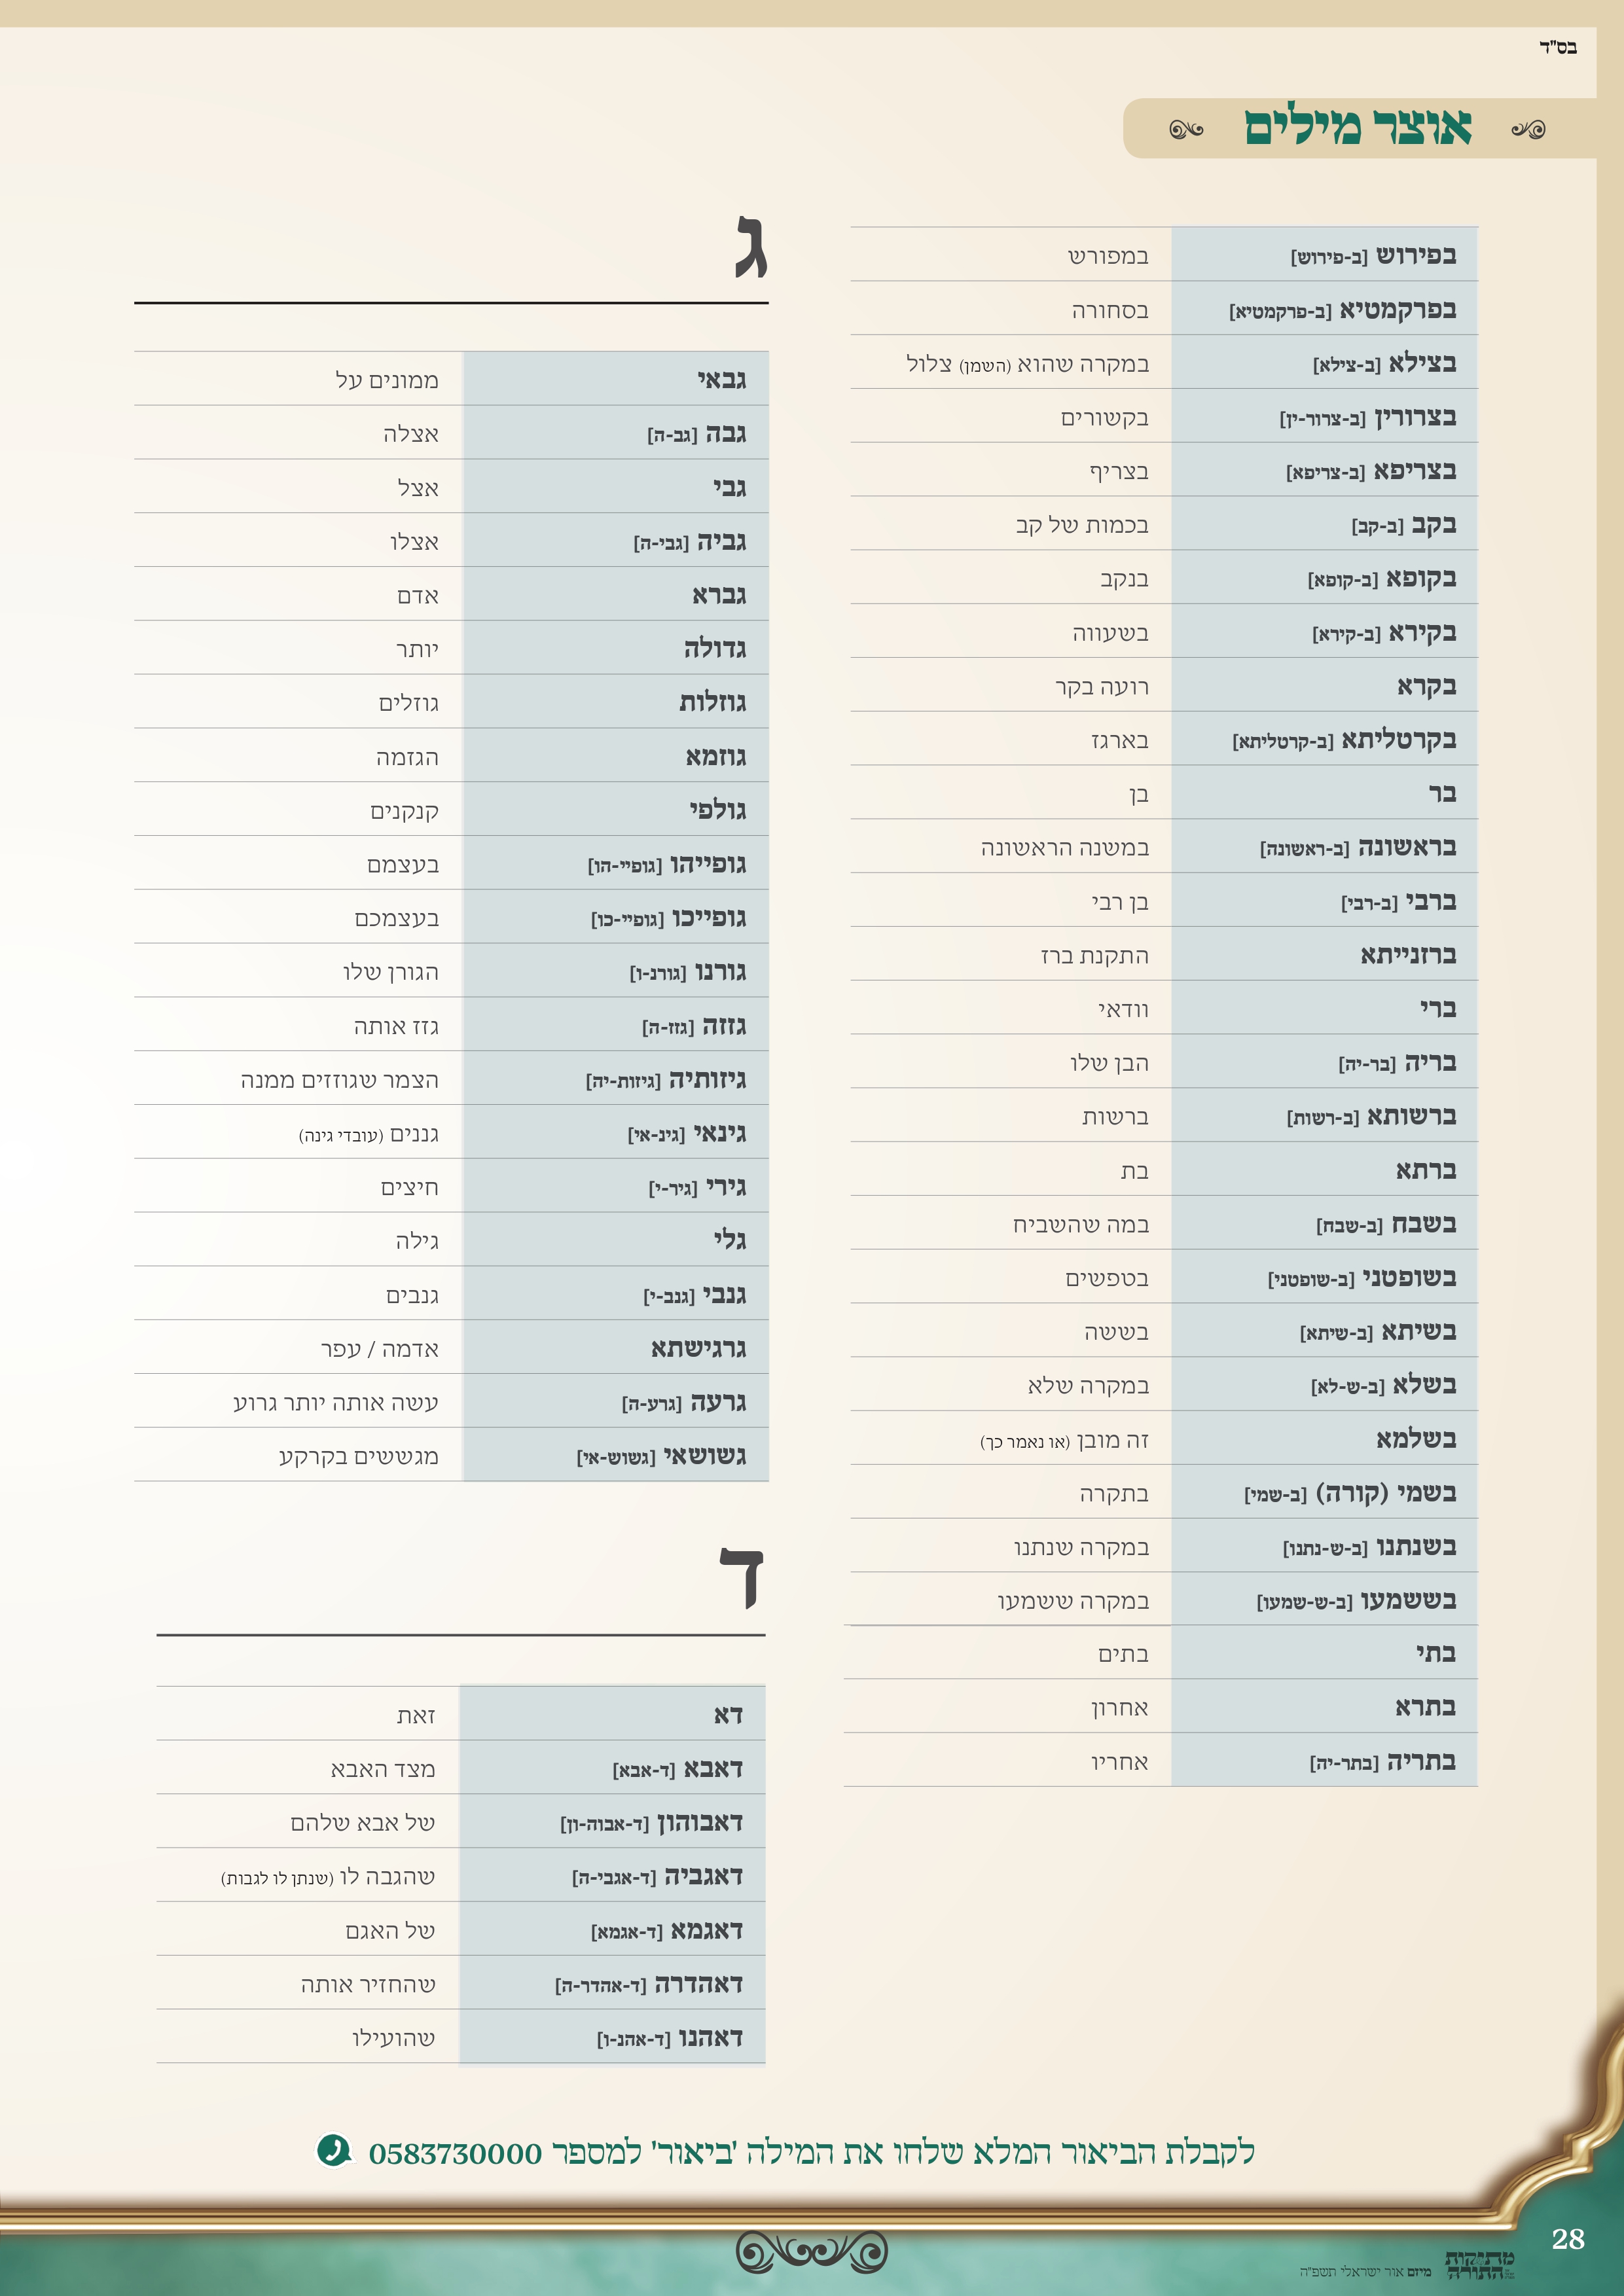 בס"ד
אוצר מילים
בפירוש [ב-פירוש] במפורש
בפרקמטיא [ב-פרקמטיא] בסחורה
בצילא [ב-צילא] במקרה שהוא (השמן) צלול
בצרורין [ב-צרור-ין] בקשורים
בצריפא [ב-צריפא] בצריף
בקב [ב-קב] בכמות של קב
בקופא [ב-קופא] בנקב
בקירא [ב-קירא] בשעווה
בקרא רועה בקר
בקרטליתא [ב-קרטליתא] בארגז
בר בן
בראשונה [ב-ראשונה] במשנה הראשונה
ברבי [ב-רבי] בן רבי
ברזנייתא התקנת ברז
ברי וודאי
בריה [בר-יה] הבן שלו
ברשותא [ב-רשות] ברשות
ברתא בת
בשבח [ב-שבח] במה שהשביח
בשופטני [ב-שופטני] בטפשים
בשיתא [ב-שיתא] בששה
בשלא [ב-ש-לא] במקרה שלא
בשלמא זה מובן (או נאמר כך)
בשמי (קורה) [ב-שמי] בתקרה
בשנתנו [ב-ש-נתנו] במקרה שנתנו
בששמעו [ב-ש-שמעו] במקרה ששמעו
בתי בתים
בתרא אחרון
בתריה [בתר-יה] אחריו
ג
גבאי ממונים על
גבה [גב-ה] אצלה
גבי אצל
גביה [גבי-ה] אצלו
גברא אדם
גדולה יותר
גוזלות גוזלים
גוזמא הגזמה
גולפי קנקנים
גופייהו [גופיי-הו] בעצמם
גופייכו [גופיי-כו] בעצמכם
גורנו [גורנ-ו] הגורן שלו
גזזה [גזז-ה] גזז אותה
גיזותיה [גיזות-יה] הצמר שגוזזים ממנה
גינאי [גינ-אי] גננים (עובדי גינה)
גירי [גיר-י] חיצים
גלי גילה
גנבי [גנב-י] גנבים
גרגישתא אדמה / עפר
גרעה [גרע-ה] עשה אותה יותר גרוע
גשושאי [גשוש-אי] מגששים בקרקע
ד
דא זאת
דאבא [ד-אבא] מצד האבא
דאבוהון [ד-אבוה-ון] של אבא שלהם
דאגביה [ד-אגבי-ה] שהגבה לו (שנתן לו לגבות)
דאגמא [ד-אגמא] של האגם
דאהדרה [ד-אהדר-ה] שהחזיר אותה
דאהנו [ד-אהנ-ו] שהועילו
לקבלת הביאור המלא שלחו את המילה 'ביאור' למספר 0583730000
28
מתיקות
התורה
מיזם אור ישראלי תשפ"ה